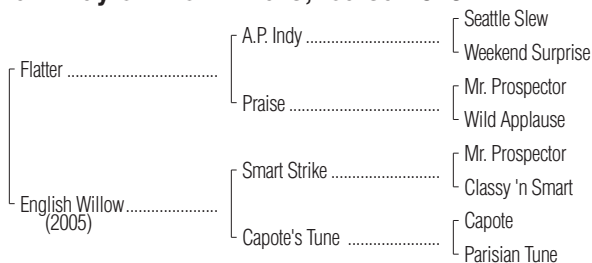 Seattle Slew
A.P. Indy ................................
Weekend Surprise
Flatter ....................................
Mr. Prospector
Praise ....................................
Wild Applause
Mr. Prospector
Smart Strike ..........................
Classy 'n Smart
English Willow......................
(2005)
Capote
Capote's Tune ......................
Parisian Tune